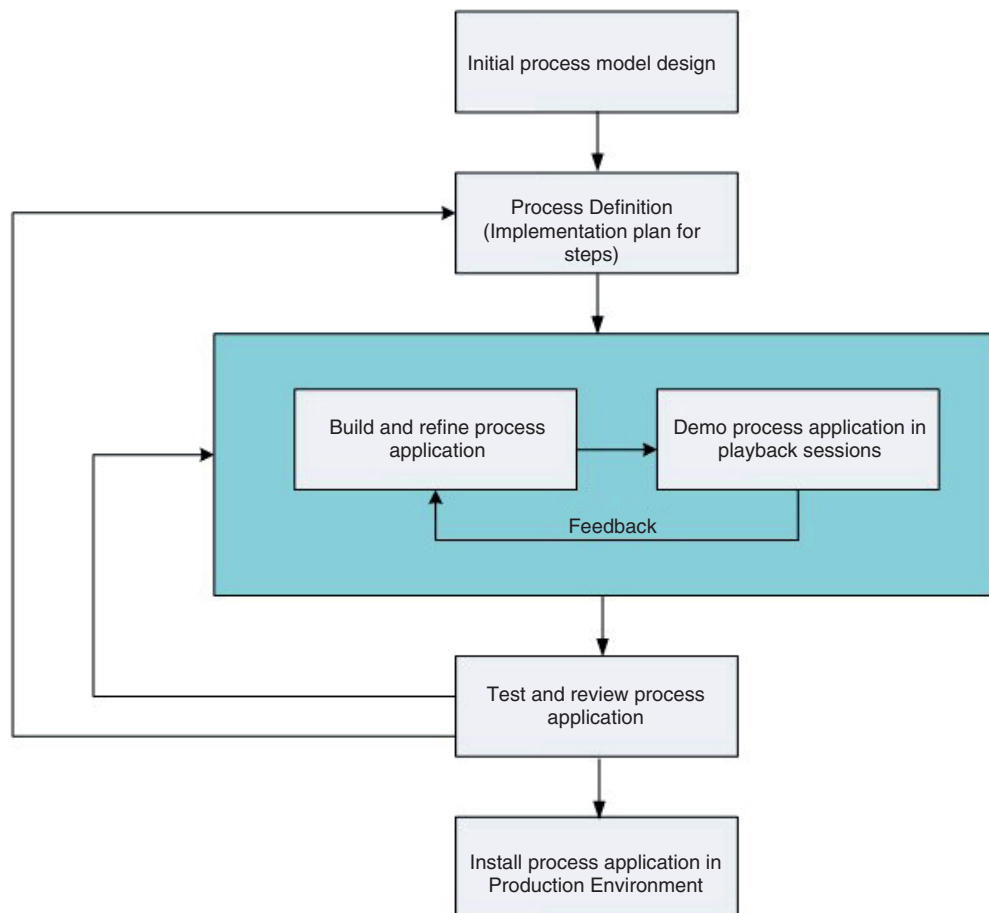 Initial process model design
Process Definition
(Implementation plan for
steps)
Build and refine process
application
Demo process application in
playback sessions
Feedback
Test and review process
application
Install process application in
Production Environment